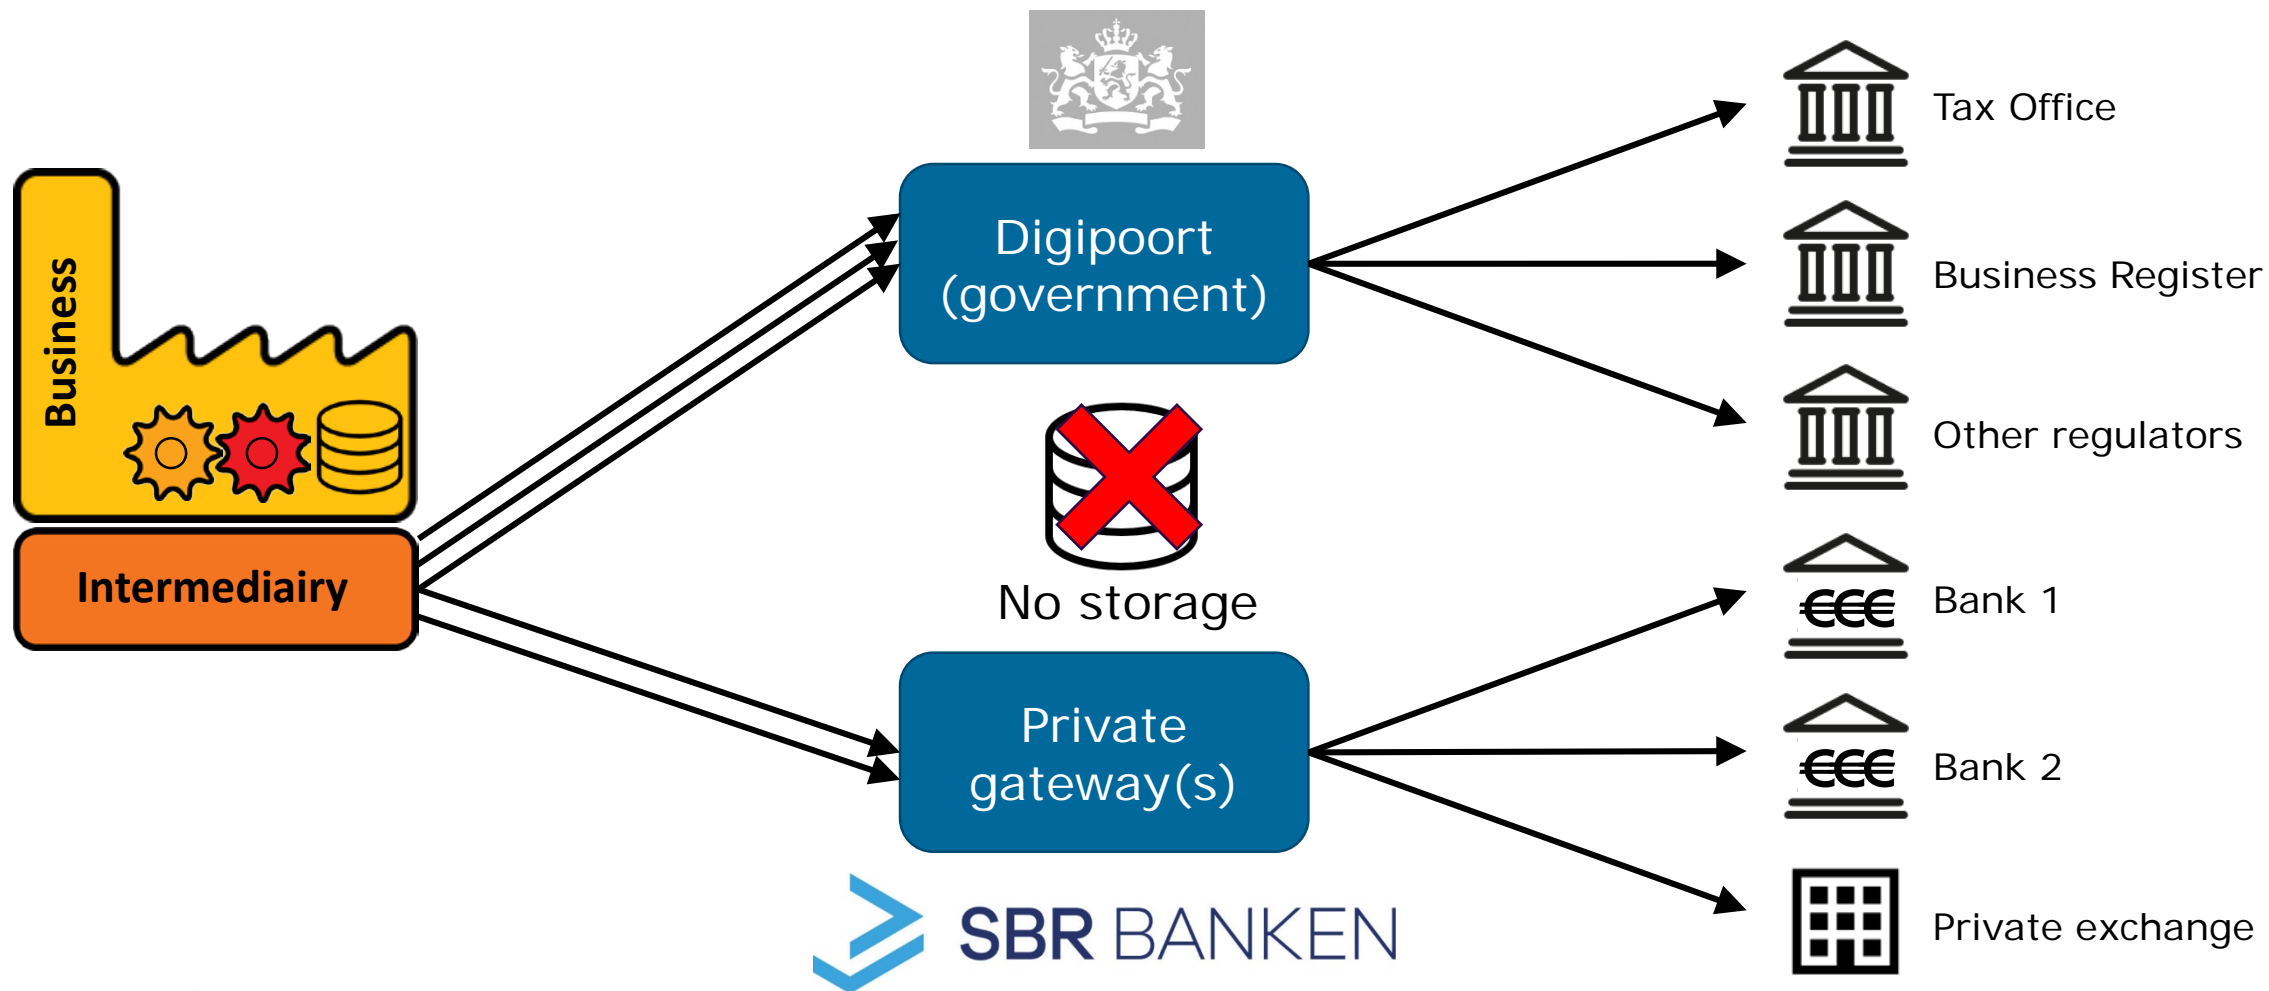 Business
Intermediairy
Digipoort
(government)
No storage
Private
gateway(s)
SBR BANKEN
Tax Office
Business Register
Other regulators
€€€
Bank 1
€€€
Bank 2
Private exchange